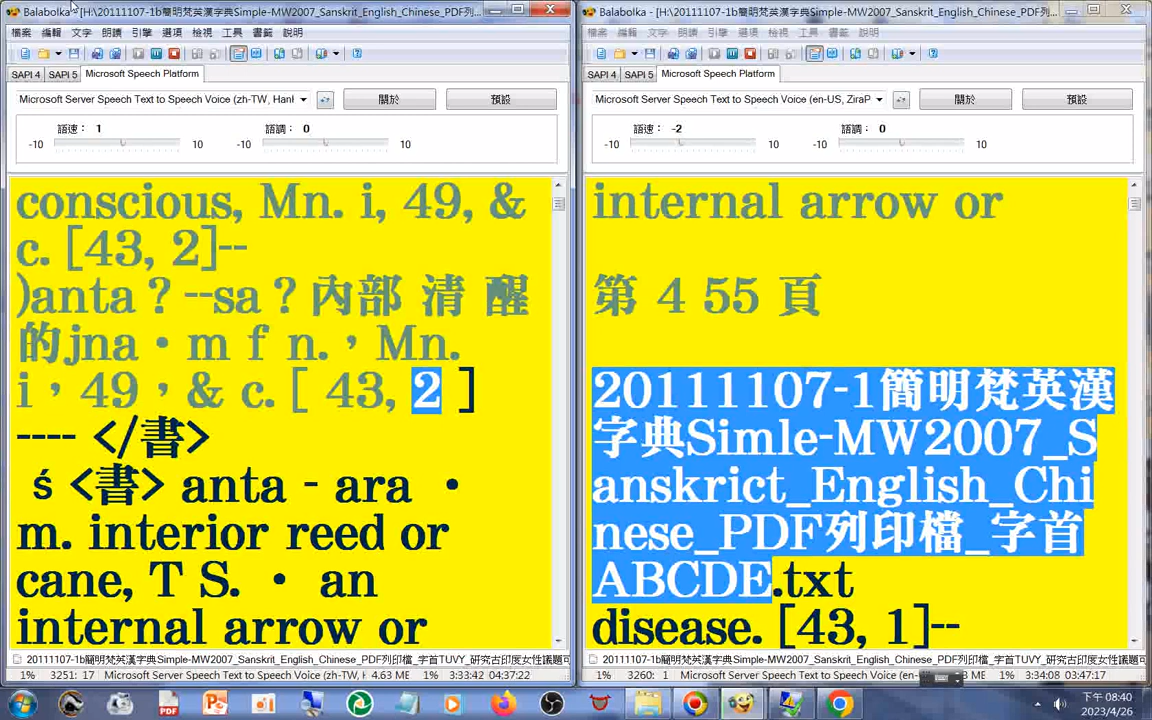 Balabolka - [H:\20111107-1b簡明梵英漢字典Simple-MW2007_Sanskrit_English_Chinese_PDF列...
檔案 編輯 文字 朗讀 引擎 選項 檢視 工具 書籤 說明
SAPI 4 SAPI 5 Microsoft Speech Platform
Microsoft Server Speech Text to Speech Voice (zh-TW, Hanl 關於 預設
語速： 1 語調： 0
-10 10 -10 10
conscious, Mn. i, 49, &
c. [43, 2]--
)anta？--sa？內部 清 醒
的jna・m f n.，Mn.
i，49，& c. [ 43, 2 ]
---- </書>
ś <書> anta - ara ・
m. interior reed or
cane, T S. ・ an
internal arrow or
20111107-1b簡明梵英漢字典Simple-MW2007_Sanskrit_English_Chinese_PDF列印檔_字首TUVY_研究古印度女性議題可
1% 3251: 17 Microsoft Server Speech Text to Speech Voice (zh-TW, H 4.63 ME 1% 3:33:42 04:37:22
Balabolka - [H:\20111107-1b簡明梵英漢字典Simple-MW2007_Sanskrit_English_Chinese_PDF列...
檔案 編輯 文字 朗讀 引擎 選項 檢視 工具 書籤 說明
SAPI 4 SAPI 5 Microsoft Speech Platform
Microsoft Server Speech Text to Speech Voice (en-US, ZiraP 關於 預設
語速： -2 語調： 0
-10 10 -10 10
internal arrow or
第 4 55 頁
20111107-1簡明梵英漢
字典Simle-MW2007_S
anskrict_English_Chi
nese_PDF列印檔_字首
ABCDE.txt
disease. [43, 1]--
20111107-1b簡明梵英漢字典Simple-MW2007_Sanskrit_English_Chinese_PDF列印檔_字首TUVY_研究古印度女性議題可
1% 3260: 1 Microsoft Server Speech Text to Speech Voice (en-US, 1% 3:34:08 03:47:17
下午 08:40
2023/4/26